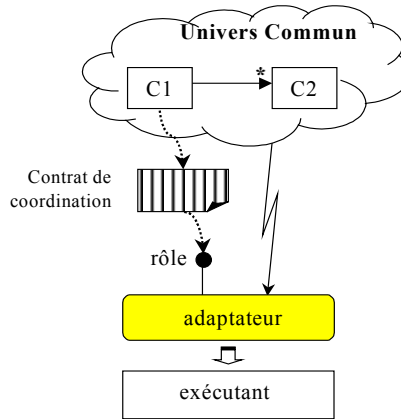 Univers Commun
C1
*
C2
Contrat de
coordination
rôle
adaptateur
exécutant